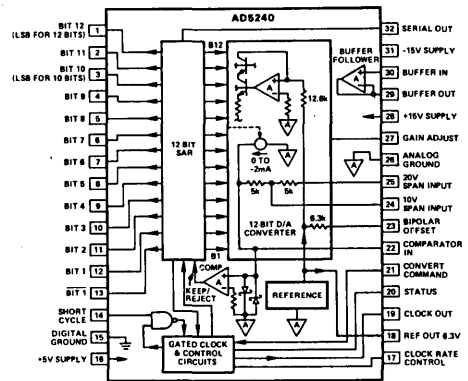 AD5240
BIT 12
(LSB FOR 12 BITS)
1
BIT 11
2
BIT 10
(LSB FOR 10 BITS)
3
BIT 9
4
BIT 8
5
BIT 7
6
BIT 6
7
BIT 5
8
BIT 4
9
BIT 3
10
BIT 2
11
BIT 1
12
BIT 1
13
SHORT
CYCLE
14
DIGITAL
GROUND
15
+5V SUPPLY
16
12 BIT
SAR
B12
B1
A
A
12.8k
0 TO
-2mA
A
5k
5k
12-BIT D/A
CONVERTER
6.3k
KEEP/
REJECT
COMP
A
A
REFERENCE
A
GATED CLOCK
& CONTROL
CIRCUITS
BUFFER
FOLLOWER
A
A
32
SERIAL OUT
31
-15V SUPPLY
30
BUFFER IN
29
BUFFER OUT
28
+15V SUPPLY
27
GAIN ADJUST
26
ANALOG
GROUND
25
20V
SPAN INPUT
24
10V
SPAN INPUT
23
BIPOLAR
OFFSET
22
COMPARATOR
IN
21
CONVERT
COMMAND
20
STATUS
19
CLOCK OUT
18
REF OUT 6.3V
17
CLOCK RATE
CONTROL